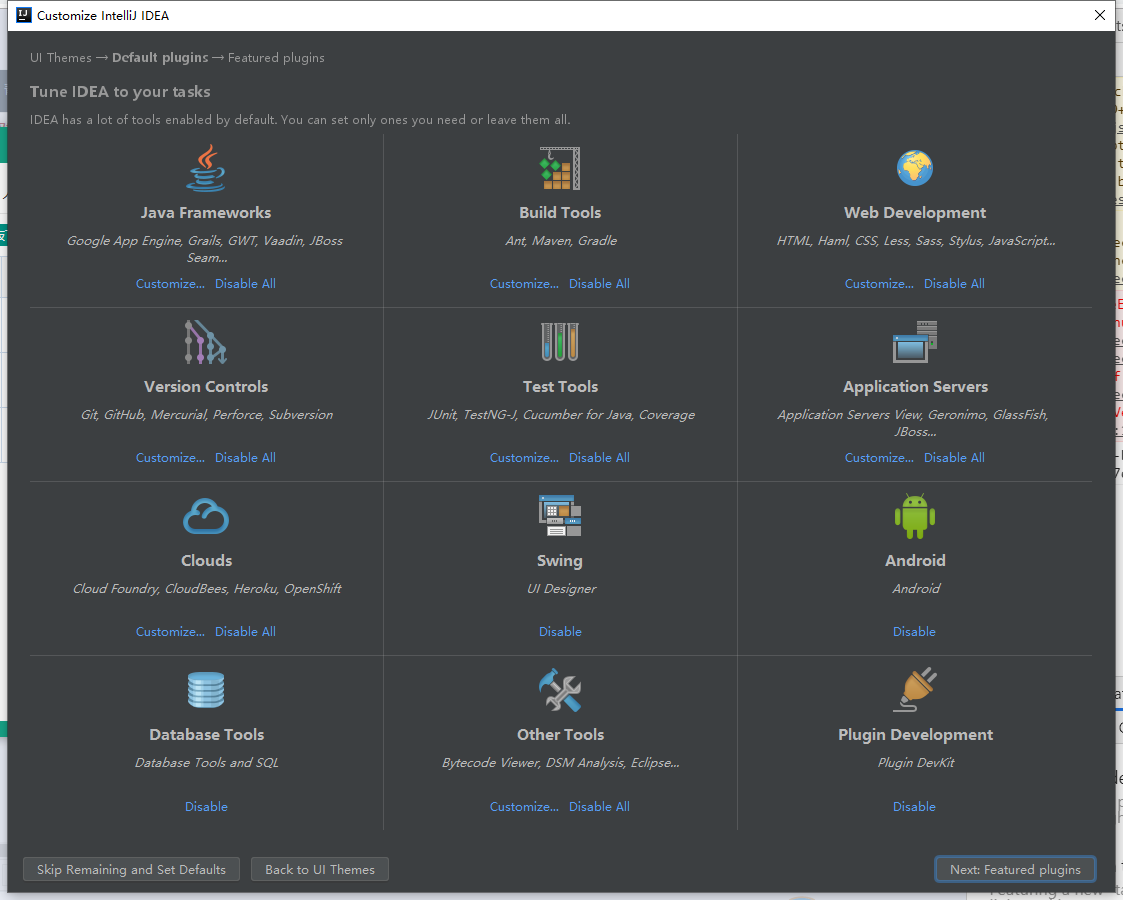 Customize IntelliJ IDEA
UI Themes → Default plugins → Featured plugins
Tune IDEA to your tasks
IDEA has a lot of tools enabled by default. You can set only ones you need or leave them all.
Java Frameworks
Google App Engine, Grails, GWT, Vaadin, JBoss
Seam...
Customize... Disable All
Build Tools
Ant, Maven, Gradle
Customize... Disable All
Web Development
HTML, Haml, CSS, Less, Sass, Stylus, JavaScript...
Customize... Disable All
Version Controls
Git, GitHub, Mercurial, Perforce, Subversion
Customize... Disable All
Test Tools
JUnit, TestNG-J, Cucumber for Java, Coverage
Customize... Disable All
Application Servers
Application Servers View, Geronimo, GlassFish,
JBoss...
Customize... Disable All
Clouds
Cloud Foundry, CloudBees, Heroku, OpenShift
Customize... Disable All
Swing
UI Designer
Disable
Android
Android
Disable
Database Tools
Database Tools and SQL
Disable
Other Tools
Bytecode Viewer, DSM Analysis, Eclipse...
Customize... Disable All
Plugin Development
Plugin DevKit
Disable
Skip Remaining and Set Defaults
Back to UI Themes
Next: Featured plugins